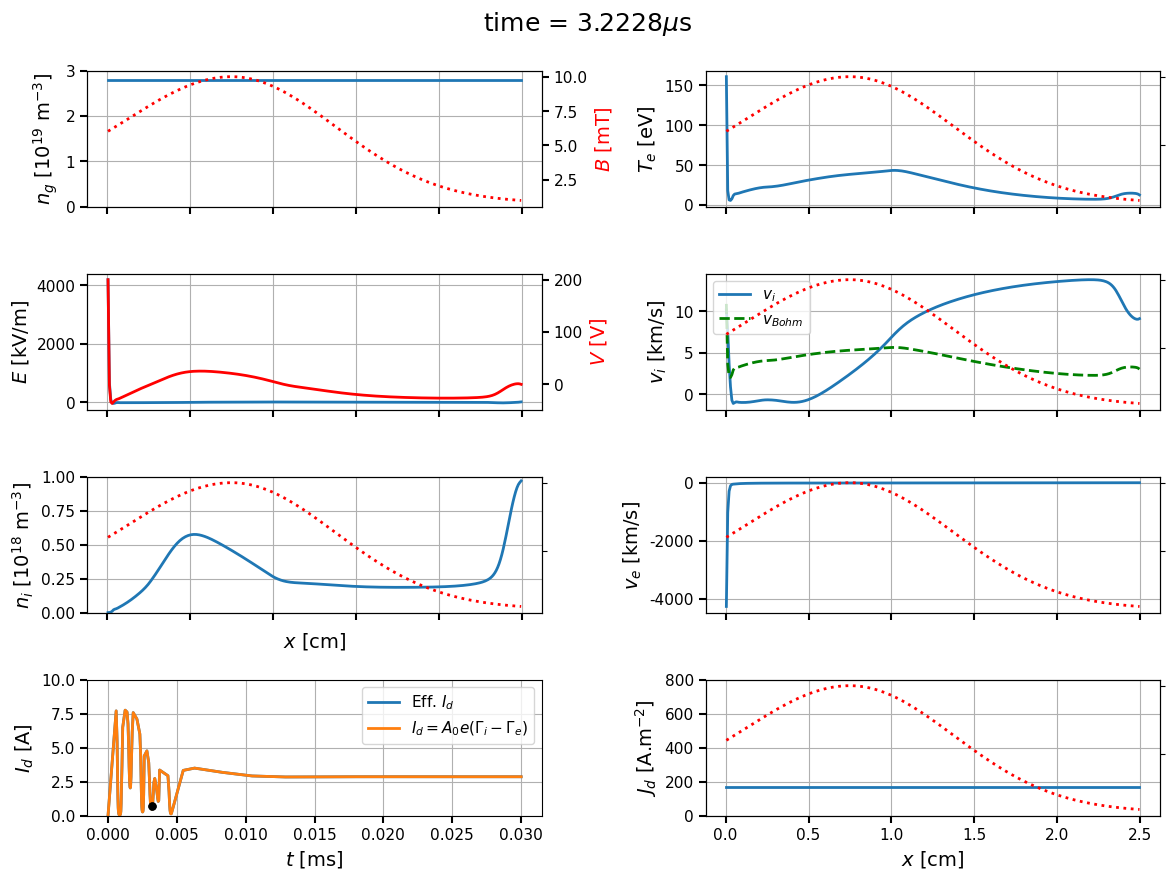 time = 3.2228μs
3
2
1
0
n_g [10^19 m^−3]
10.0
7.5
5.0
2.5
B [mT]
150
100
50
0
T_e [eV]
4000
2000
0
E [kV/m]
200
100
0
V [V]
10
5
0
v_i [km/s]
v_i
v_Bohm
1.00
0.75
0.50
0.25
0.00
n_i [10^18 m^−3]
x [cm]
0
-2000
-4000
v_e [km/s]
10.0
7.5
5.0
2.5
0.0
I_d [A]
Eff. I_d
I_d = A_0e(Γ_i − Γ_e)
0.000 0.005 0.010 0.015 0.020 0.025 0.030
t [ms]
800
600
400
200
0
J_d [A.m^−2]
0.0 0.5 1.0 1.5 2.0 2.5
x [cm]